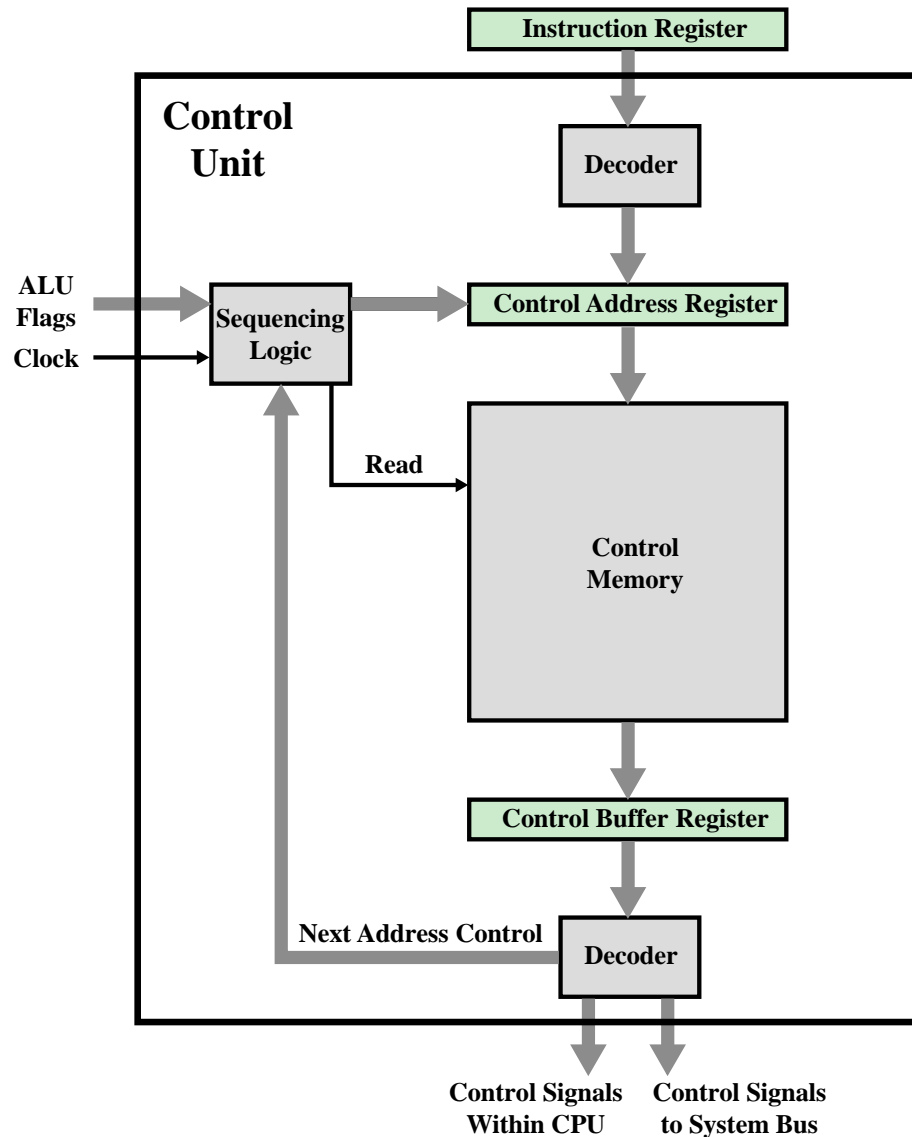 Instruction Register
Control
Unit
Decoder
ALU
Flags
Sequencing
Logic
Control Address Register
Clock
Read
Control
Memory
Control Buffer Register
Next Address Control
Decoder
Control Signals
Within CPU
Control Signals
to System Bus